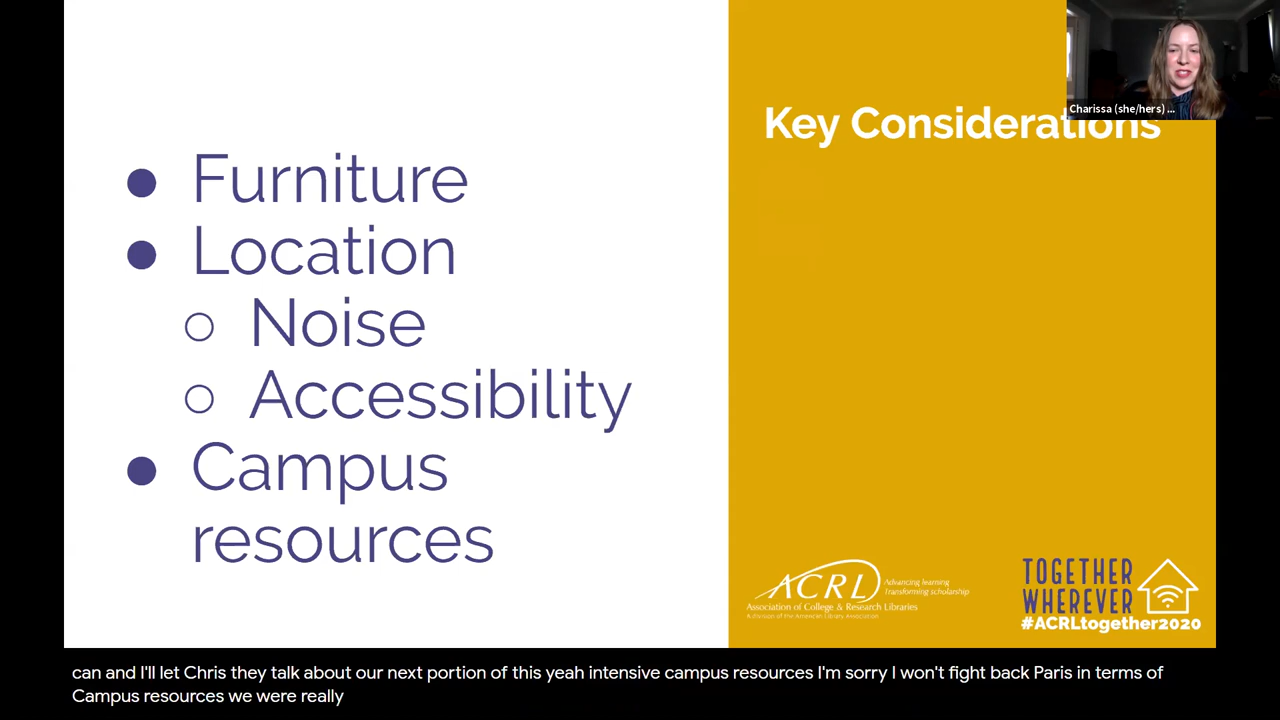 Charissa (she/hers) ...
Key Considerations
● Furniture
● Location
○ Noise
○ Accessibility
● Campus
resources
ACRL
Advancing learning
Transforming scholarship
Association of College & Research Libraries
A division of the American Library Association
TOGETHER
WHEREVER
#ACRLtogether2020
can and I'll let Chris they talk about our next portion of this yeah intensive campus resources I'm sorry I won't fight back Paris in terms of
Campus resources we were really